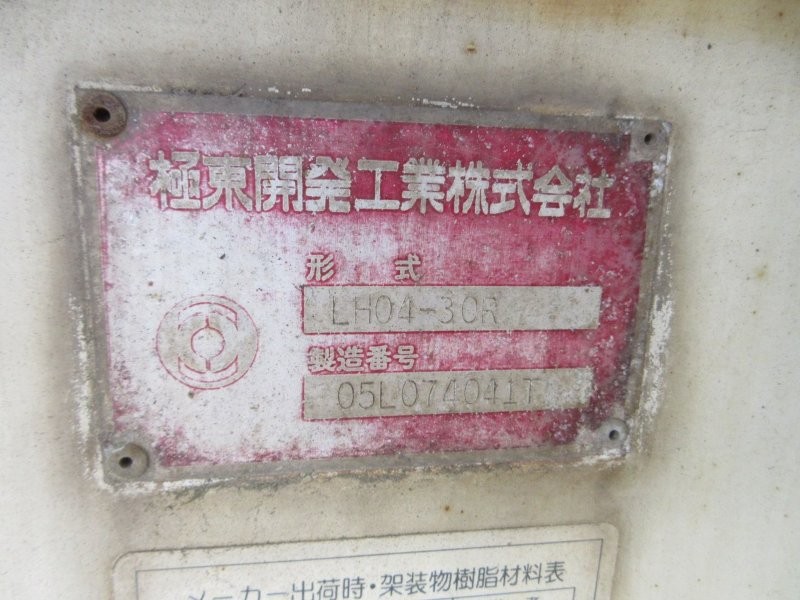 極東開発工業株式会社
形 式
LH04-30R
製造番号
05L074041T
メーカー出荷時・架装物樹脂材料表